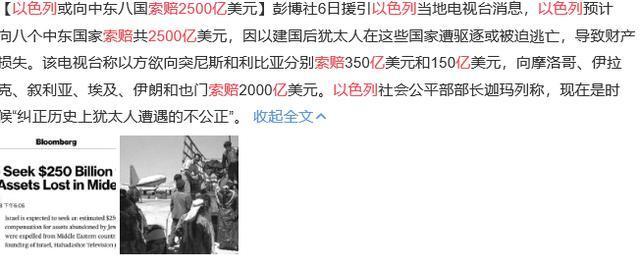 【以色列或向中东八国索赔2500亿美元】彭博社6日援引以色列当地电视台消息，以色列预计
向八个中东国家索赔共2500亿美元，因以建国后犹太人在这些国家遭驱逐或被迫逃亡，导致财产
损失。该电视台称以方欲向突尼斯和利比亚分别索赔350亿美元和150亿美元，向摩洛哥、伊拉
克、叙利亚、埃及、伊朗和也门索赔2000亿美元。以色列社会公平部部长迦玛列称，现在是时
候“纠正历史上犹太人遭遇的不公正”。 收起全文
Bloomberg
Seek $250 Billion
Assets Lost in Mide
Israel is expected to seek an estimated $25
compensation for assets abandoned by Jew
were expelled from Middle Eastern count
founding of Israel, Hadashot Television